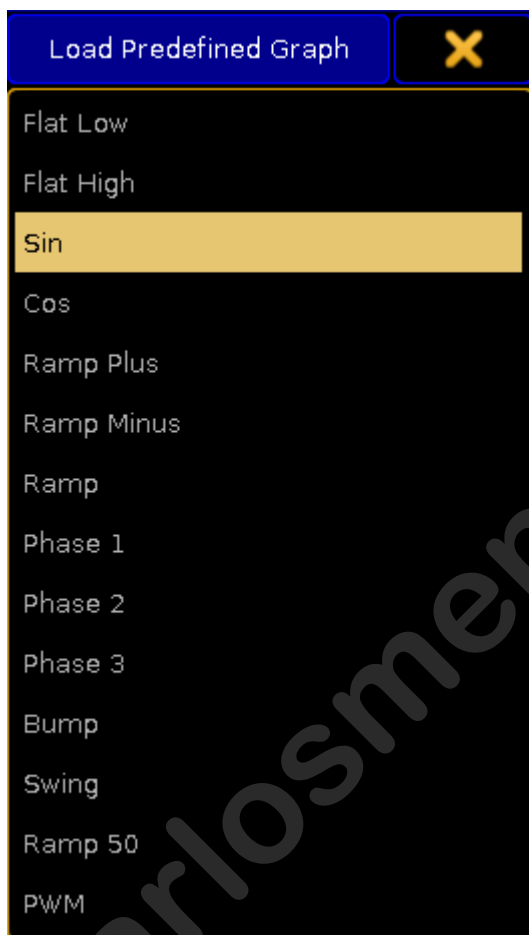 Load Predefined Graph
Flat Low
Flat High
Sin
Cos
Ramp Plus
Ramp Minus
Ramp
Phase 1
Phase 2
Phase 3
Bump
Swing
Ramp 50
PWM